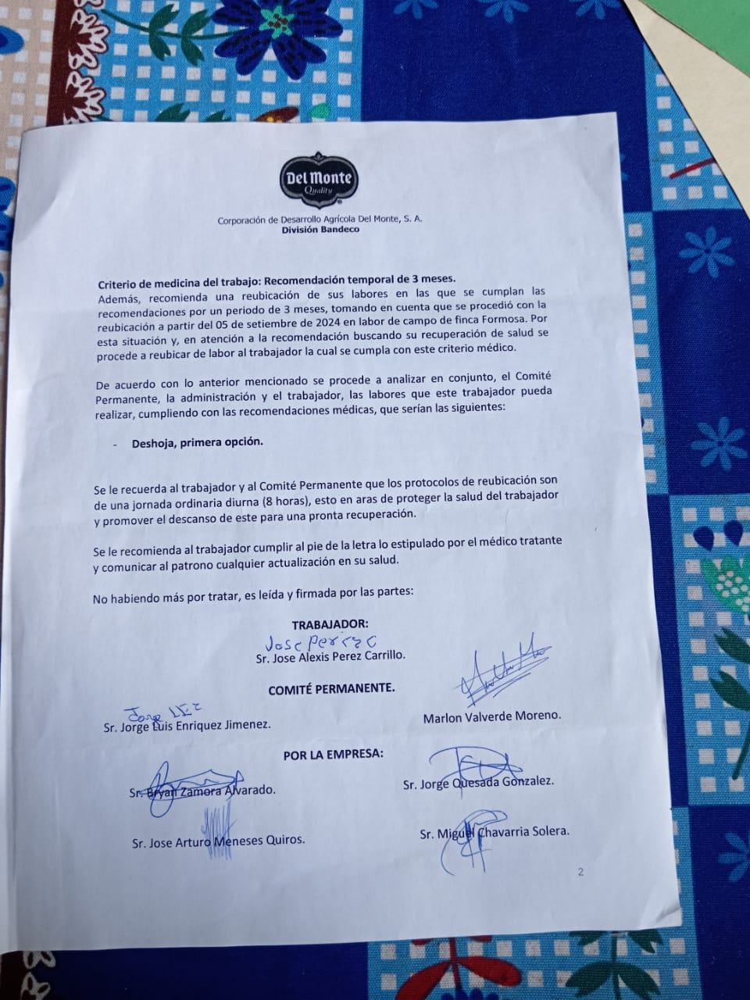 Del Monte
Quality
Corporación de Desarrollo Agrícola Del Monte, S. A.
División Bandeco
Criterio de medicina del trabajo: Recomendación temporal de 3 meses.
Además, recomienda una reubicación de sus labores en las que se cumplan las
recomendaciones por un periodo de 3 meses, tomando en cuenta que se procedió con la
reubicación a partir del 05 de setiembre de 2024 en labor de campo de finca Formosa. Por
esta situación y, en atención a la recomendación buscando su recuperación de salud se
procede a reubicar de labor al trabajador la cual se cumpla con este criterio médico.
De acuerdo con lo anterior mencionado se procede a analizar en conjunto, el Comité
Permanente, la administración y el trabajador, las labores que este trabajador pueda
realizar, cumpliendo con las recomendaciones médicas, que serían las siguientes:
- Deshoja, primera opción.
Se le recuerda al trabajador y al Comité Permanente que los protocolos de reubicación son
de una jornada ordinaria diurna (8 horas), esto en aras de proteger la salud del trabajador
y promover el descanso de este para una pronta recuperación.
Se le recomienda al trabajador cumplir al pie de la letra lo estipulado por el médico tratante
y comunicar al patrono cualquier actualización en su salud.
No habiendo más por tratar, es leída y firmada por las partes:
TRABAJADOR:
Jose Perez C
Sr. Jose Alexis Perez Carrillo.
COMITÉ PERMANENTE.
Jorge
Sr. Jorge Luis Enriquez Jimenez.
Marlon Valverde Moreno.
POR LA EMPRESA:
Sr. Bryan Zamora Alvarado.
Sr. Jorge Quesada Gonzalez.
Sr. Jose Arturo Meneses Quiros.
Sr. Miguel Chavarria Solera.
2